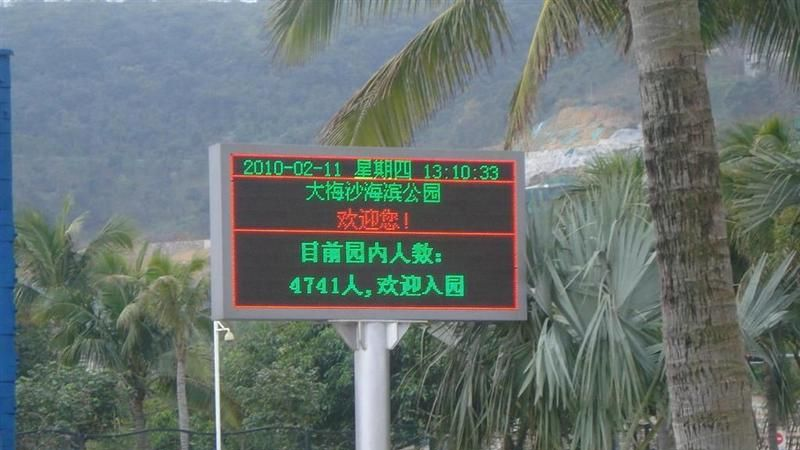 2010-02-11 星期四 13:10:33
大梅沙海滨公园
欢迎您!
目前园内人数:
4741人,欢迎入园